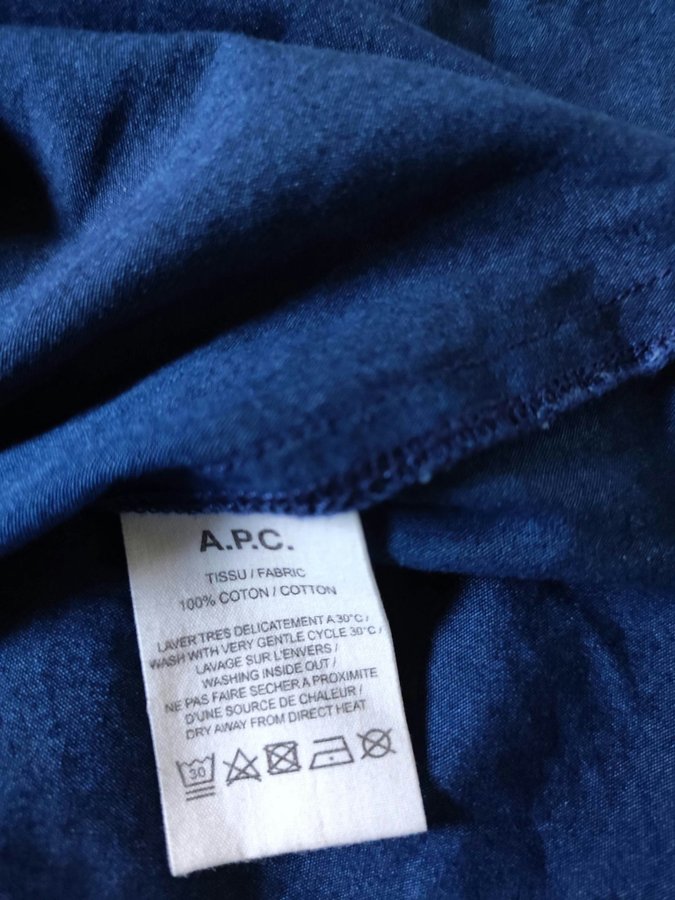 A.P.C.
TISSU / FABRIC
100% COTON / COTTON
LAVER TRES DELICATEMENT A 30°C /
WASH WITH VERY GENTLE CYCLE 30°C /
LAVAGE SUR L'ENVERS /
WASHING INSIDE OUT /
NE PAS FAIRE SECHER A PROXIMITE
D'UNE SOURCE DE CHALEUR /
DRY AWAY FROM DIRECT HEAT
30